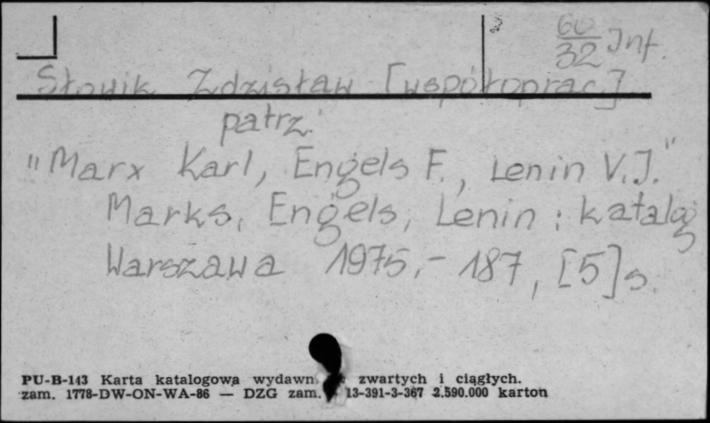 60
32 Inf.
Słowik Zdzisław [współoprac]
patrz:
"Marx Karl, Engels F., Lenin V.I."
Marks, Engels, Lenin : katalog
Warszawa 1975.- 187, [5]s.
PU-B-143 Karta katalogowa wydawn. zwartych i ciągłych.
zam. 1778-DW-ON-WA-86 — DZG zam. 13-391-3-367 2.590.000 karton